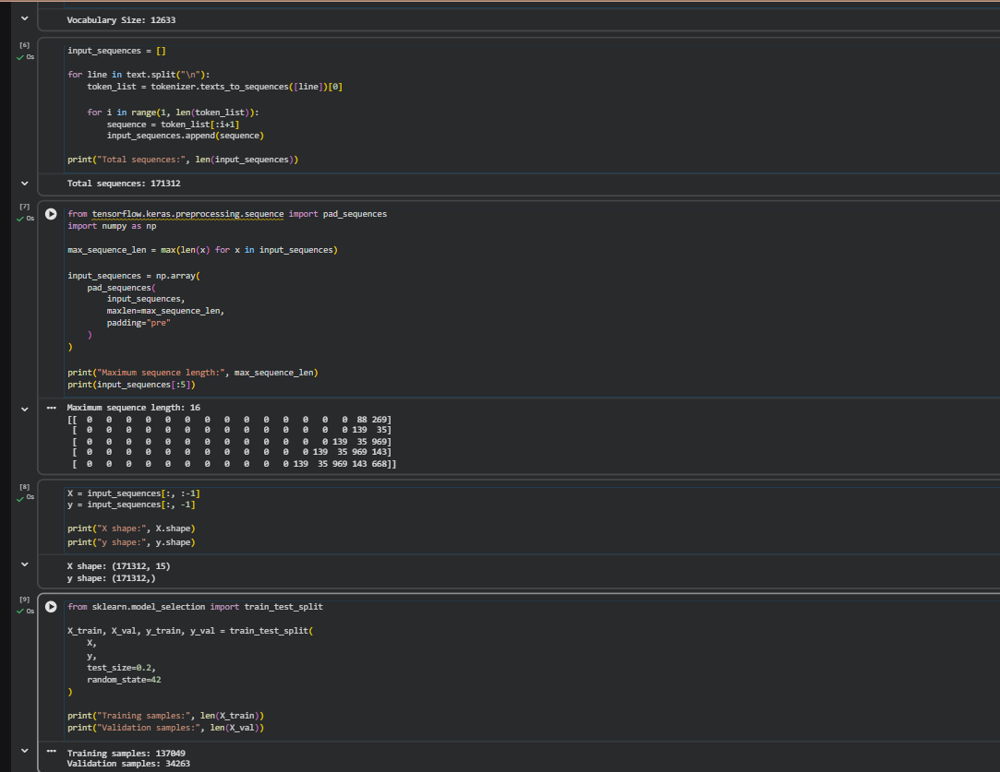 Vocabulary Size: 12633
[6]
0s
input_sequences = []
for line in text.split("\n"):
    token_list = tokenizer.texts_to_sequences([line])[0]
    for i in range(1, len(token_list)):
        sequence = token_list[:i+1]
        input_sequences.append(sequence)
print("Total sequences:", len(input_sequences))
Total sequences: 171312
[7]
0s
from tensorflow.keras.preprocessing.sequence import pad_sequences
import numpy as np
max_sequence_len = max(len(x) for x in input_sequences)
input_sequences = np.array(
    pad_sequences(
        input_sequences,
        maxlen=max_sequence_len,
        padding="pre"
    )
)
print("Maximum sequence length:", max_sequence_len)
print(input_sequences[:5])
Maximum sequence length: 16
[[  0   0   0   0   0   0   0   0   0   0   0   0   0   0  88 269]
 [  0   0   0   0   0   0   0   0   0   0   0   0   0   0 139  35]
 [  0   0   0   0   0   0   0   0   0   0   0   0   0 139  35 969]
 [  0   0   0   0   0   0   0   0   0   0   0   0 139  35 969 143]
 [  0   0   0   0   0   0   0   0   0   0   0 139  35 969 143 668]]
[8]
0s
X = input_sequences[:, :-1]
y = input_sequences[:, -1]
print("X shape:", X.shape)
print("y shape:", y.shape)
X shape: (171312, 15)
y shape: (171312,)
[9]
0s
from sklearn.model_selection import train_test_split
X_train, X_val, y_train, y_val = train_test_split(
    X,
    y,
    test_size=0.2,
    random_state=42
)
print("Training samples:", len(X_train))
print("Validation samples:", len(X_val))
Training samples: 137049
Validation samples: 34263